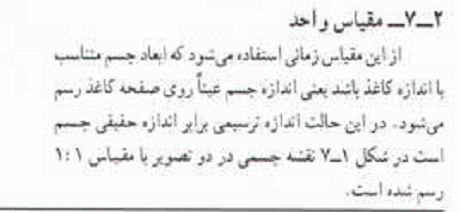 ۲ــ۷ــ مقیاس واحد
از این مقیاس زمانی استفاده می‌شود که ابعاد جسم متناسب
با اندازه کاغذ باشد یعنی اندازه جسم عیناً روی صفحه کاغذ رسم
می‌شود. در این حالت اندازه ترسیمی برابر اندازه حقیقی جسم
است در شکل ۱ــ۷ نقشه جسمی در دو تصویر با مقیاس ۱:۱
رسم شده است.